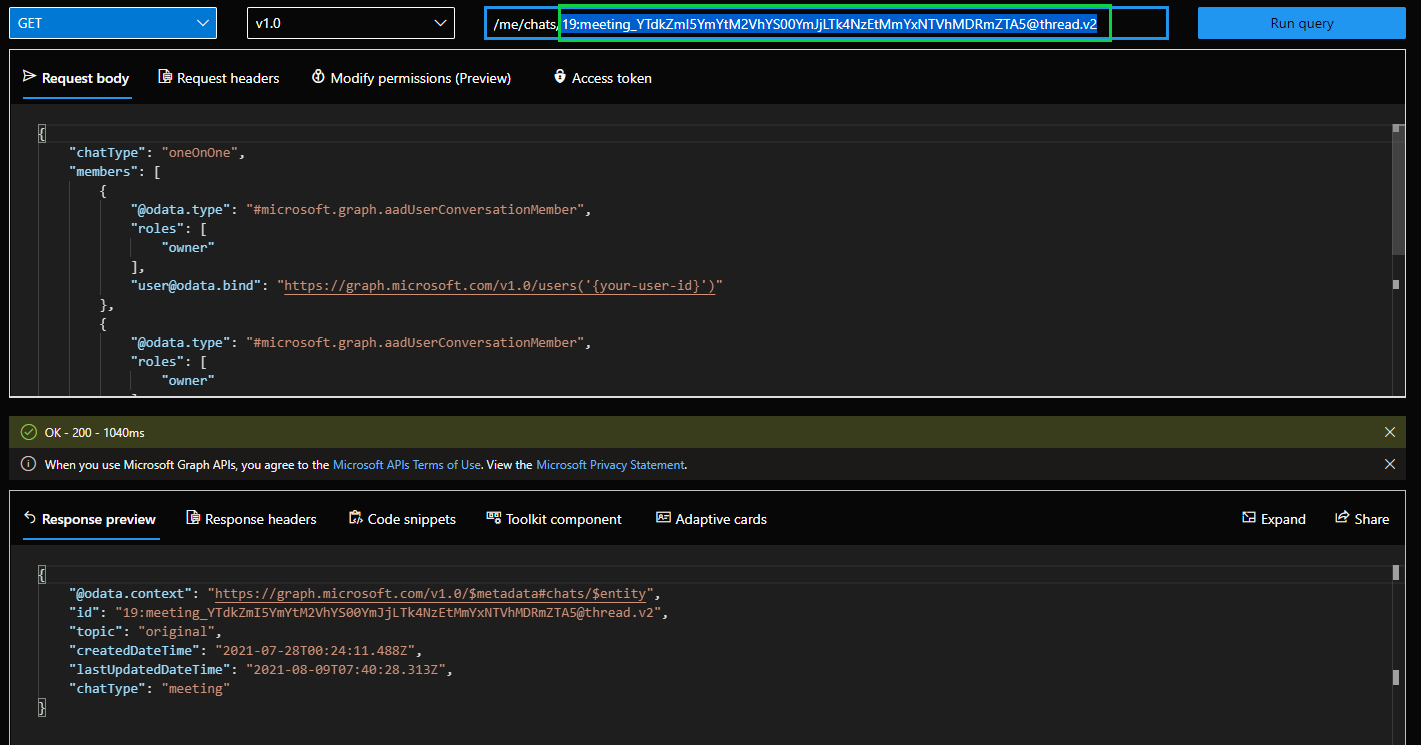 GET
v1.0
/me/chats/19:meeting_YTdkZmI5YmYtM2VhYS00YmJjLTk4NzEtMmYxNTVhMDRmZTA5@thread.v2
Run query
Request body
Request headers
Modify permissions (Preview)
Access token
{
"chatType": "oneOnOne",
"members": [
{
"@odata.type": "#microsoft.graph.aadUserConversationMember",
"roles": [
"owner"
],
"user@odata.bind": "https://graph.microsoft.com/v1.0/users('{your-user-id}')"
},
{
"@odata.type": "#microsoft.graph.aadUserConversationMember",
"roles": [
"owner"
OK - 200 - 1040ms
When you use Microsoft Graph APIs, you agree to the Microsoft APIs Terms of Use. View the Microsoft Privacy Statement.
Response preview
Response headers
Code snippets
Toolkit component
Adaptive cards
Expand
Share
{
"@odata.context": "https://graph.microsoft.com/v1.0/$metadata#chats/$entity",
"id": "19:meeting_YTdkZmI5YmYtM2VhYS00YmJjLTk4NzEtMmYxNTVhMDRmZTA5@thread.v2",
"topic": "original",
"createdDateTime": "2021-07-28T00:24:11.488Z",
"lastUpdatedDateTime": "2021-08-09T07:40:28.313Z",
"chatType": "meeting"
}